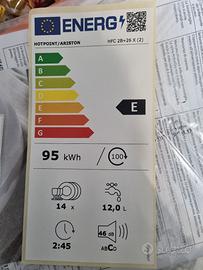 ENERG
HOTPOINT/ARISTON
HFC 2B+26 X (2)
A
B
C
D
E
F
G
E
95 kWh
100
14 x
12,0 L
2:45
46 dB
ABCD